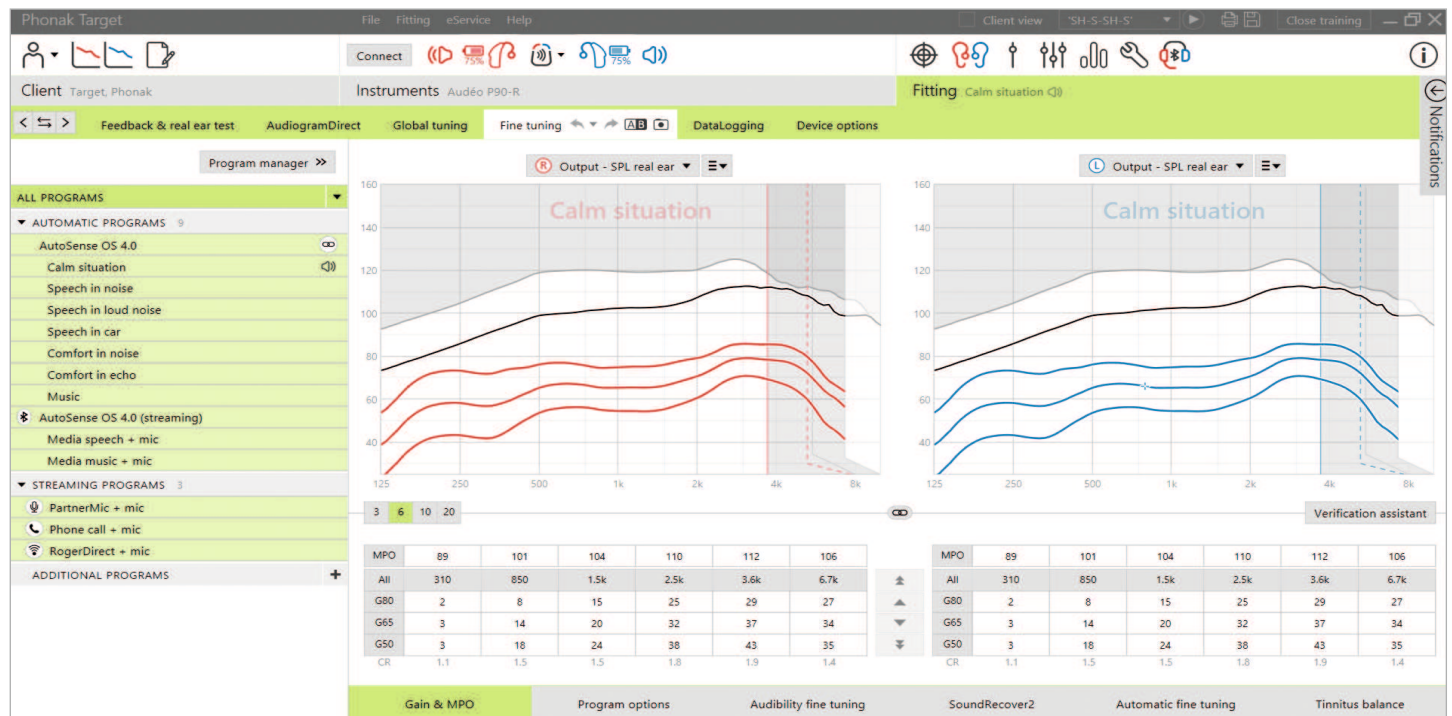 Phonak Target File Fitting eService Help Client view 'SH-S-SH-S' Close training
Connect 75% 75%
Client Target, Phonak Instruments Audéo P90-R Fitting Calm situation
Feedback & real ear test AudiogramDirect Global tuning Fine tuning AB DataLogging Device options
Notifications
Program manager
R Output - SPL real ear L Output - SPL real ear
ALL PROGRAMS
AUTOMATIC PROGRAMS 9
AutoSense OS 4.0
Calm situation
Speech in noise
Speech in loud noise
Speech in car
Comfort in noise
Comfort in echo
Music
AutoSense OS 4.0 (streaming)
Media speech + mic
Media music + mic
STREAMING PROGRAMS 3
PartnerMic + mic
Phone call + mic
RogerDirect + mic
ADDITIONAL PROGRAMS +
Calm situation
160
140
120
100
80
60
40
125 250 500 1k 2k 4k 8k
Calm situation
160
140
120
100
80
60
40
125 250 500 1k 2k 4k 8k
3 6 10 20
Verification assistant
MPO 89 101 104 110 112 106
All 310 850 1.5k 2.5k 3.6k 6.7k
G80 2 8 15 25 29 27
G65 3 14 20 32 37 34
G50 3 18 24 38 43 35
CR 1.1 1.5 1.5 1.8 1.9 1.4
MPO 89 101 104 110 112 106
All 310 850 1.5k 2.5k 3.6k 6.7k
G80 2 8 15 25 29 27
G65 3 14 20 32 37 34
G50 3 18 24 38 43 35
CR 1.1 1.5 1.5 1.8 1.9 1.4
Gain & MPO Program options Audibility fine tuning SoundRecover2 Automatic fine tuning Tinnitus balance